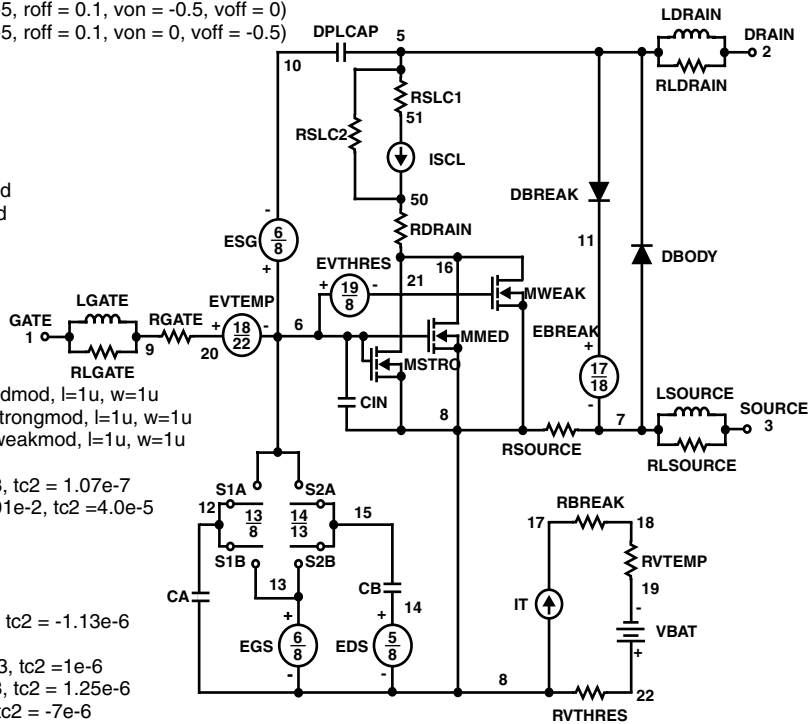 e-5, roff = 0.1, von = -0.5, voff = 0)
e-5, roff = 0.1, von = 0, voff = -0.5)
LDRAIN
DPLCAP
5
DRAIN
2
10
RLDRAIN
RSLC1
51
RSLC2
ISCL
d
d
50
DBREAK
RDRAIN
ESG
6
8
-
+
11
DBODY
EVTHRES
16
21
+
19
8
-
MWEAK
LGATE
EVTEMP
GATE
1
RGATE
+
18
22
-
6
MMED
EBREAK
+
9
20
MSTRO
RLGATE
17
18
-
dmod, l=1u, w=1u
trongmod, l=1u, w=1u
weakmod, l=1u, w=1u
CIN
8
LSOURCE
7
SOURCE
3
RSOURCE
RLSOURCE
3, tc2 = 1.07e-7
01e-2, tc2 =4.0e-5
S1A
S2A
12
13
8
14
13
15
RBREAK
17
18
S1B
S2B
RVTEMP
13
CA
CB
19
IT
-
14
+
+
VBAT
tc2 = -1.13e-6
EGS
6
8
EDS
5
8
+
3, tc2 =1e-6
-
-
8
3, tc2 = 1.25e-6
22
tc2 = -7e-6
RVTHRES